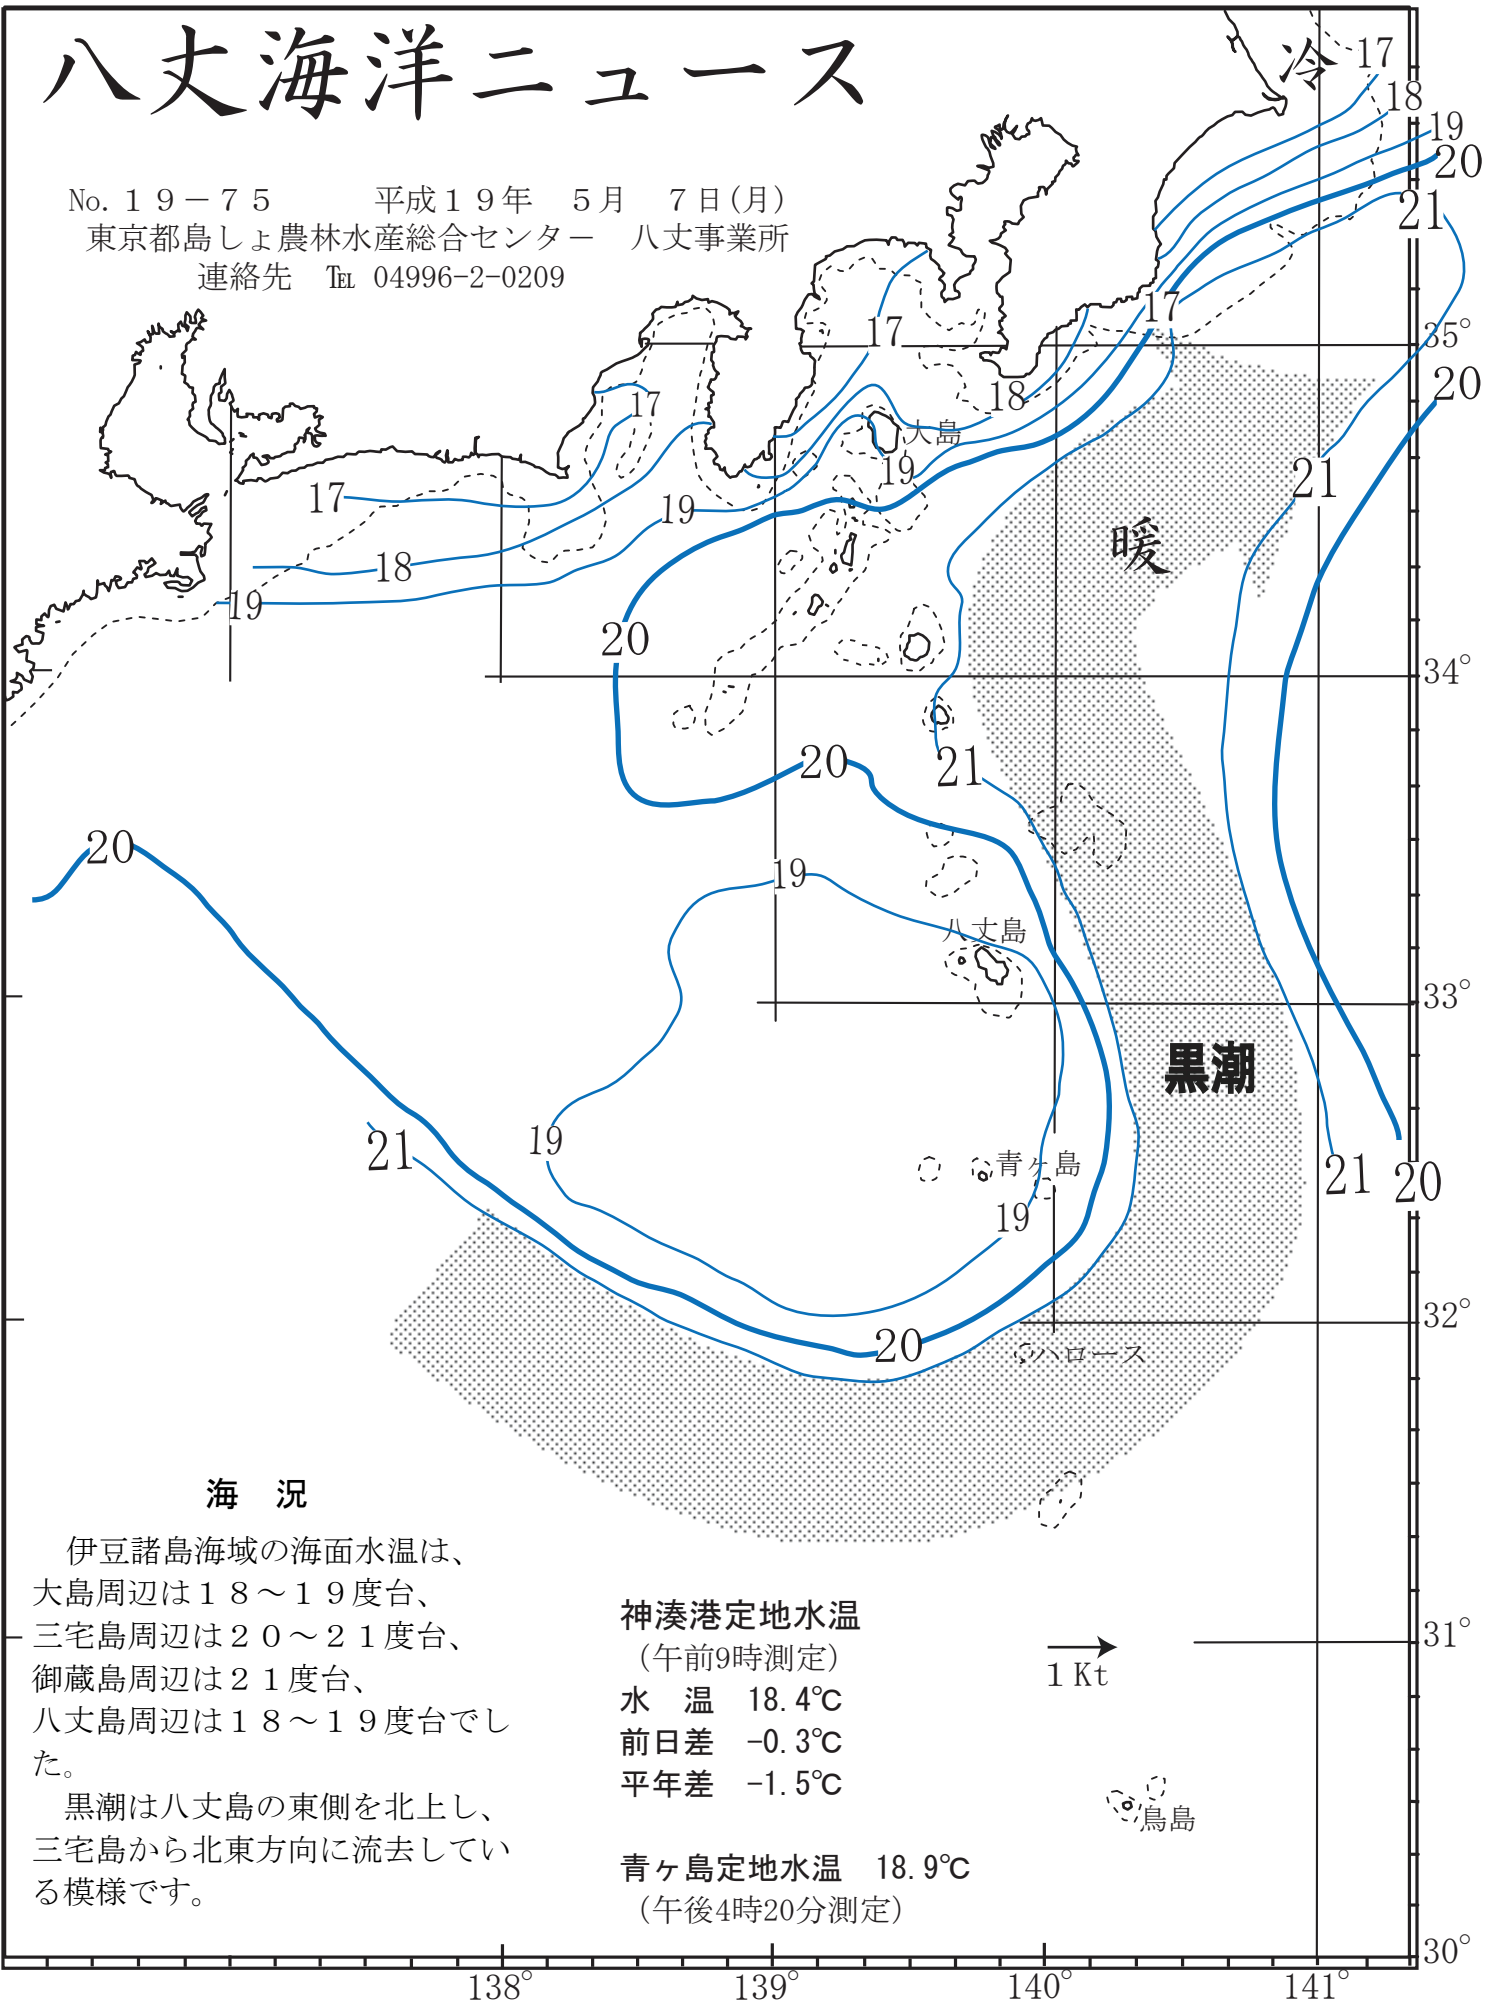 八丈海洋ニュース
No.１９－７５　　平成１９年　５月　７日(月)
東京都島しょ農林水産総合センター　八丈事業所
連絡先　℡ 04996-2-0209
冷
17
18
19
20
21
17
35°
17
20
17
18
大島
19
21
17
19
暖
18
19
20
34°
20
21
20
19
八丈島
33°
黒潮
21
19
青ヶ島
21
20
19
32°
20
ハロース
海　況
伊豆諸島海域の海面水温は、
大島周辺は１８～１９度台、
三宅島周辺は２０～２１度台、
御蔵島周辺は２１度台、
八丈島周辺は１８～１９度台でし
た。
黒潮は八丈島の東側を北上し、
三宅島から北東方向に流去してい
る模様です。
神湊港定地水温
（午前9時測定）
水　温　18.4℃
前日差　-0.3℃
平年差　-1.5℃
青ヶ島定地水温　18.9℃
（午後4時20分測定）
1 Kt
31°
鳥島
30°
138°
139°
140°
141°